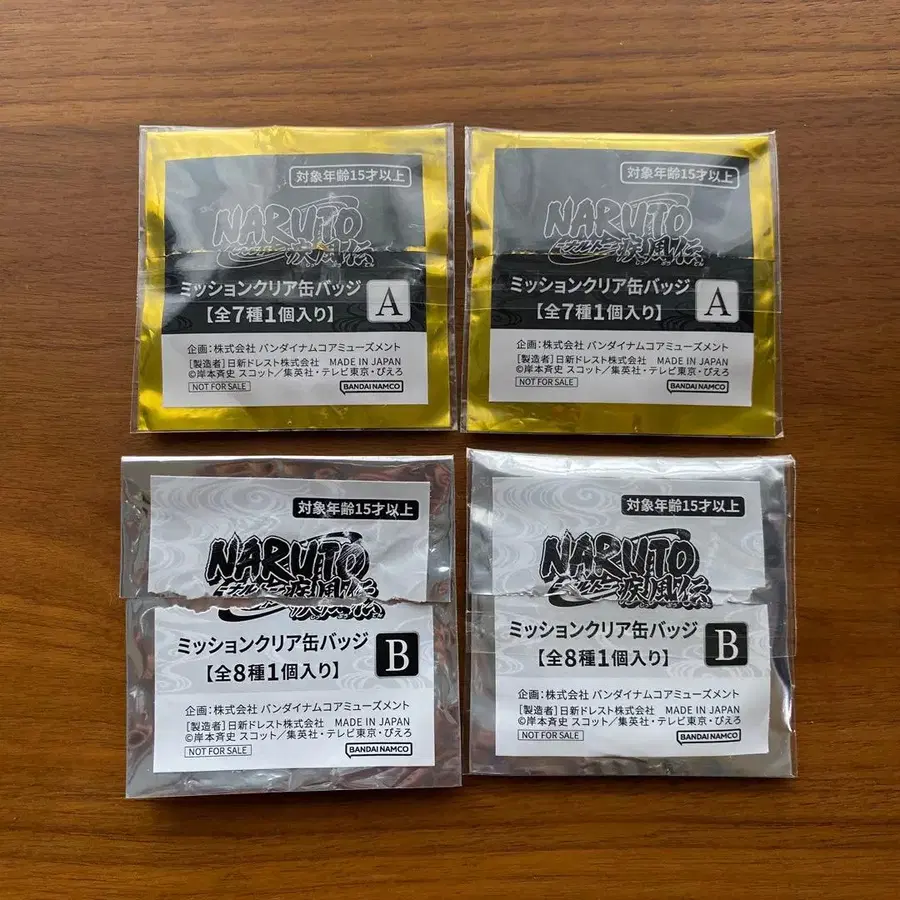 対象年齢15才以上
NARUTO
ナルト
疾風伝
ミッションクリア缶バッジ
【全7種1個入り】
A
企画:株式会社 バンダイナムコアミューズメント
[製造者]日新ドレスト株式会社 MADE IN JAPAN
©岸本斉史 スコット/集英社・テレビ東京・ぴえろ
NOT FOR SALE
BANDAI NAMCO
対象年齢15才以上
NARUTO
ナルト
疾風伝
ミッションクリア缶バッジ
【全7種1個入り】
A
企画:株式会社 バンダイナムコアミューズメント
[製造者]日新ドレスト株式会社 MADE IN JAPAN
©岸本斉史 スコット/集英社・テレビ東京・ぴえろ
NOT FOR SALE
BANDAI NAMCO
対象年齢15才以上
NARUTO
ナルト
疾風伝
ミッションクリア缶バッジ
【全8種1個入り】
B
企画:株式会社 バンダイナムコアミューズメント
[製造者]日新ドレスト株式会社 MADE IN JAPAN
©岸本斉史 スコット/集英社・テレビ東京・ぴえろ
NOT FOR SALE
BANDAI NAMCO
対象年齢15才以上
NARUTO
ナルト
疾風伝
ミッションクリア缶バッジ
【全8種1個入り】
B
企画:株式会社 バンダイナムコアミューズメント
[製造者]日新ドレスト株式会社 MADE IN JAPAN
©岸本斉史 スコット/集英社・テレビ東京・ぴえろ
NOT FOR SALE
BANDAI NAMCO